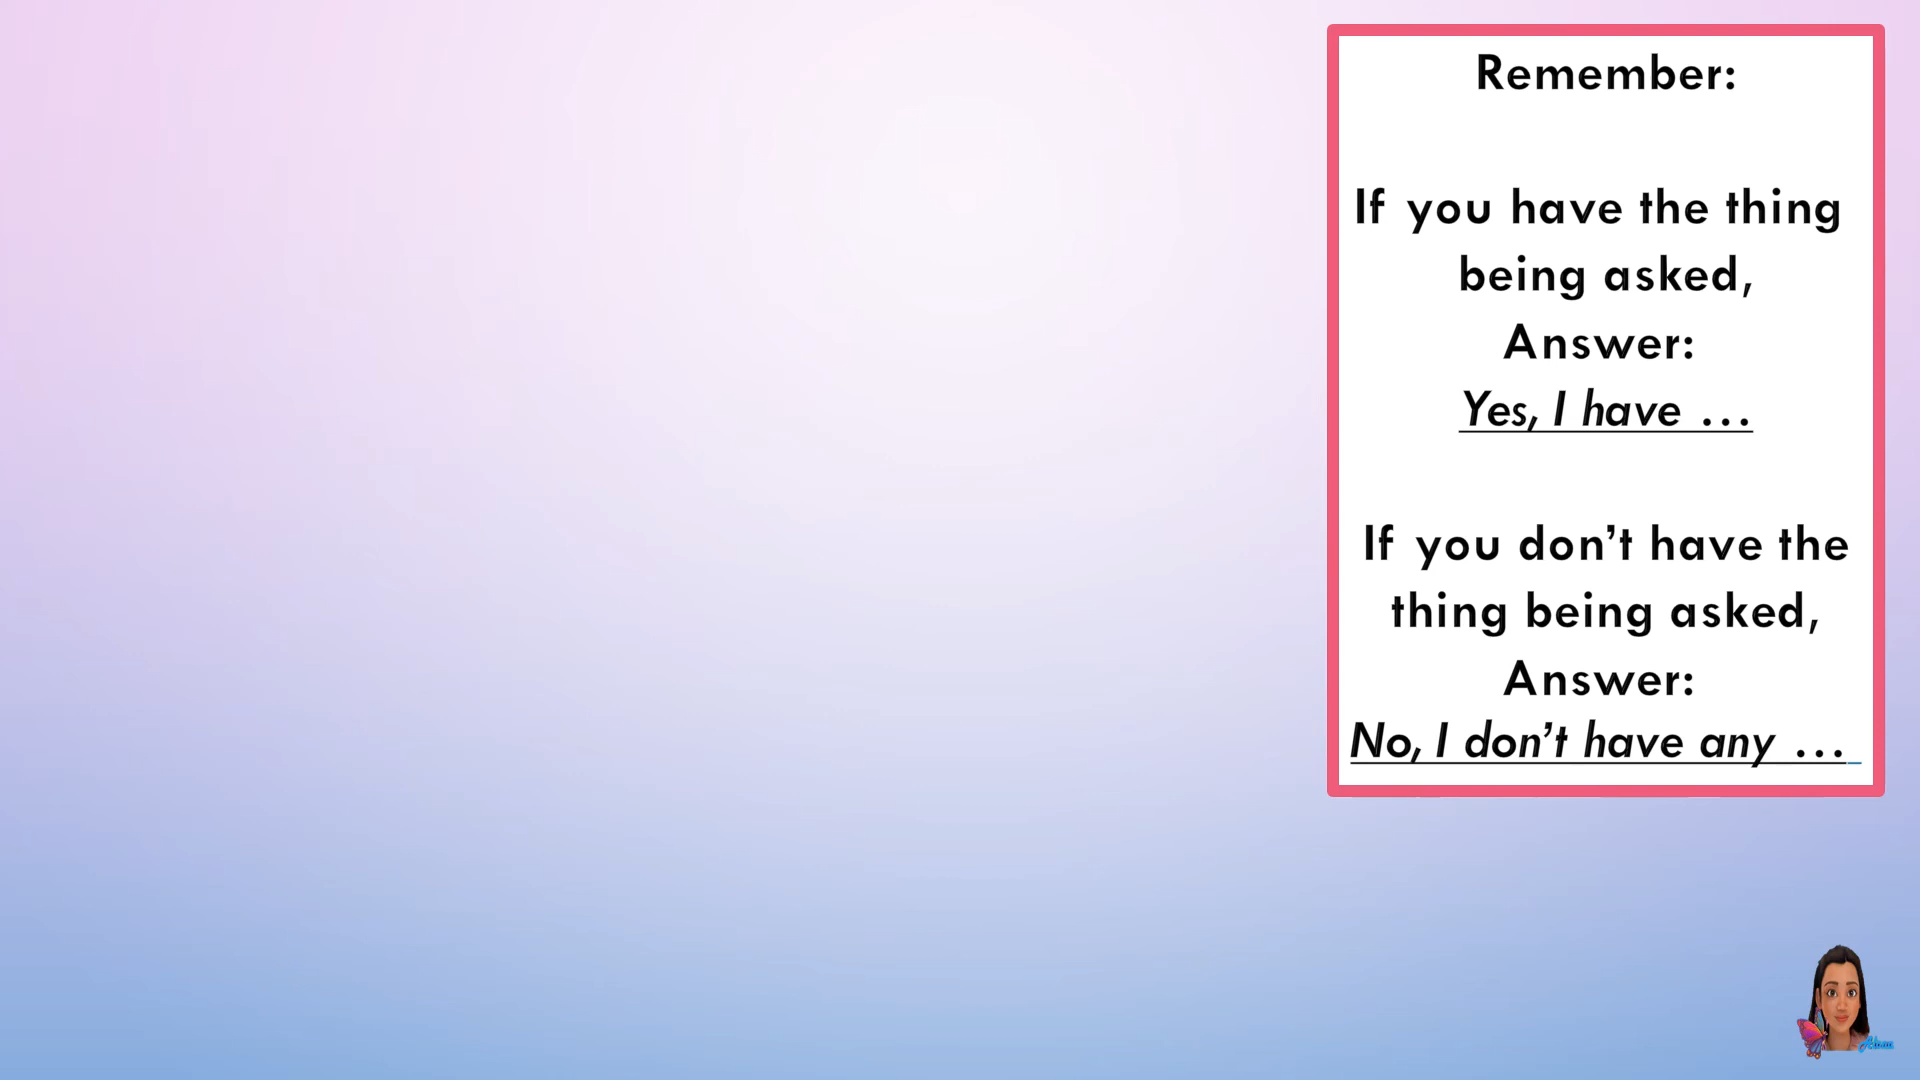 Remember:
If you have the thing
being asked,
Answer:
Yes, I have ...
If you don’t have the
thing being asked,
Answer:
No, I don’t have any ...